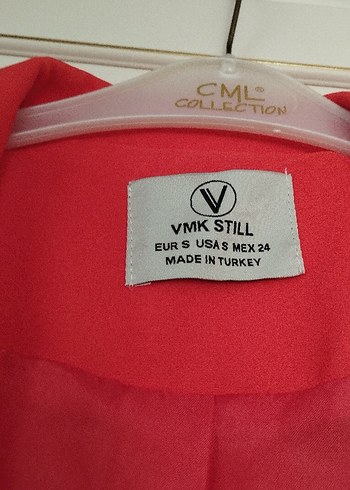 CML®
COLLECTION
V
VMK STILL
EUR S USA S MEX 24
MADE IN TURKEY